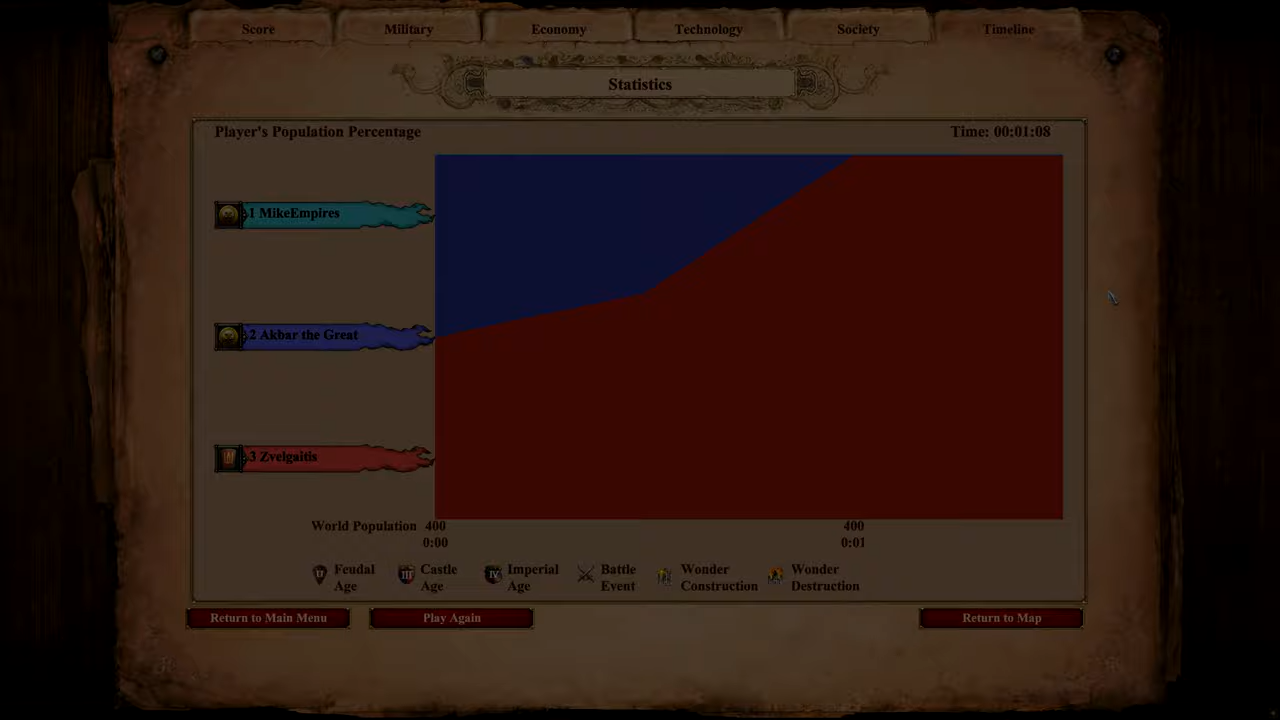 Score Military Economy Technology Society Timeline
Statistics
Player's Population Percentage Time: 00:01:08
1 MikeEmpires
2 Akbar the Great
3 Zvelgaitis
World Population 400 400
0:00 0:01
Feudal Age
Castle Age
Imperial Age
Battle Event
Wonder Construction
Wonder Destruction
Return to Main Menu Play Again Return to Map